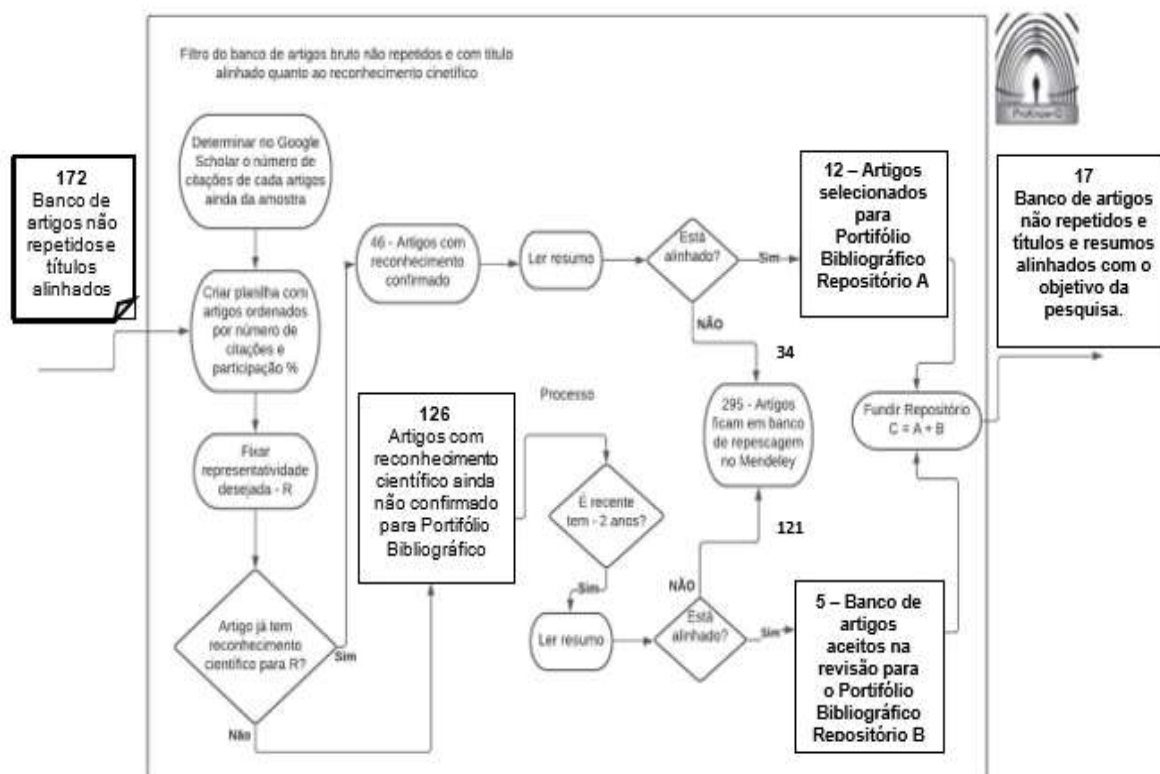 Filtro do banco de artigos bruto não repetidos e com título
alinhado quanto ao reconhecimento cinetífico
ProKnow-C
172
Banco de
artigos não
repetidos e
títulos
alinhados
Determinar no Google
Scholar o número de
citações de cada artigos
ainda da amostra
Criar planilha com
artigos ordenados
por número de
citações e
participação %
Fixar
representatividade
desejada - R
Artigo já tem
reconhecimento
científico para R?
Sim
Não
46 - Artigos com
reconhecimento
confirmado
Ler resumo
Está
alinhado?
Sim
NÃO
34
12 – Artigos
selecionados
para
Portifólio
Bibliográfico
Repositório A
126
Artigos com
reconhecimento
científico ainda
não confirmado
para Portifólio
Bibliográfico
Processo
É recente
tem - 2 anos?
Sim
Ler resumo
Está
alinhado?
NÃO
Sim
121
295 - Artigos
ficam em banco
de repescagem
no Mendeley
5 – Banco de
artigos
aceitos na
revisão para
o Portifólio
Bibliográfico
Repositório B
Fundir Repositório
C = A + B
17
Banco de artigos
não repetidos e
títulos e resumos
alinhados com o
objetivo da
pesquisa.